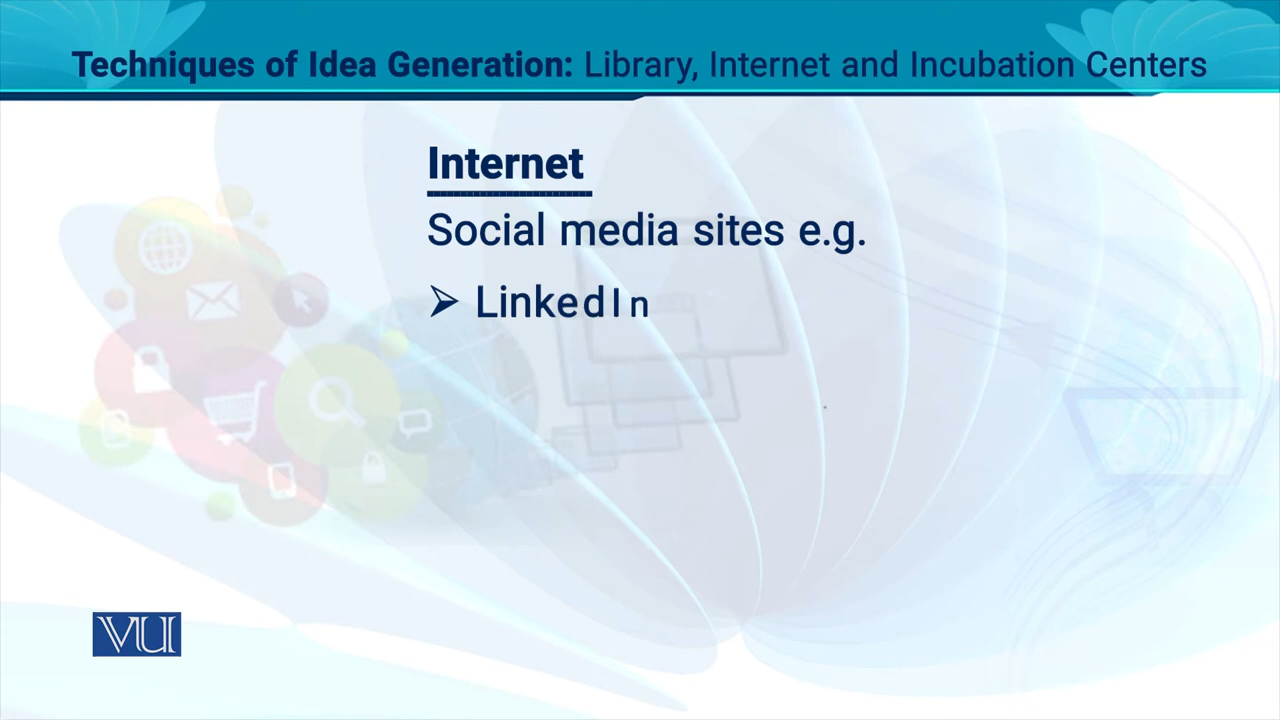 Techniques of Idea Generation: Library, Internet and Incubation Centers
Internet
Social media sites e.g.
➢ LinkedIn
VU